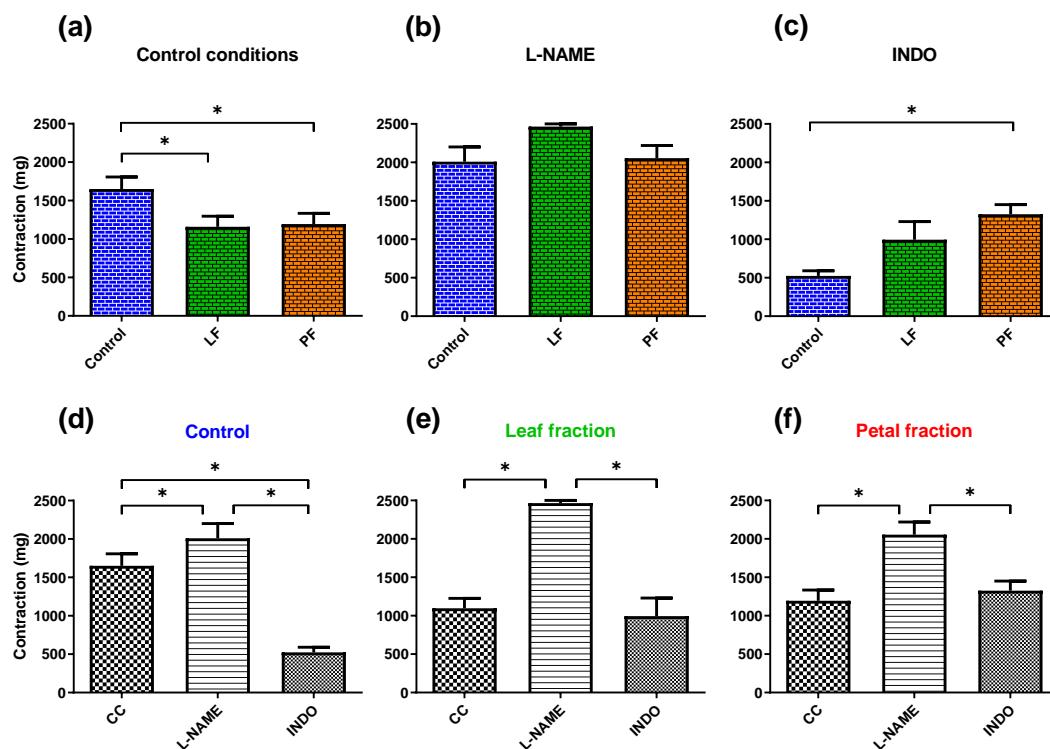 (a)
Control conditions
Contraction (mg)
2500
2000
1500
1000
500
0
*
*
Control
LF
PF
(b)
L-NAME
2500
2000
1500
1000
500
0
Control
LF
PF
(c)
INDO
2500
2000
1500
1000
500
0
*
Control
LF
PF
(d)
Control
Contraction (mg)
2500
2000
1500
1000
500
0
*
*
*
CC
L-NAME
INDO
(e)
Leaf fraction
2500
2000
1500
1000
500
0
*
*
CC
L-NAME
INDO
(f)
Petal fraction
2500
2000
1500
1000
500
0
*
*
CC
L-NAME
INDO